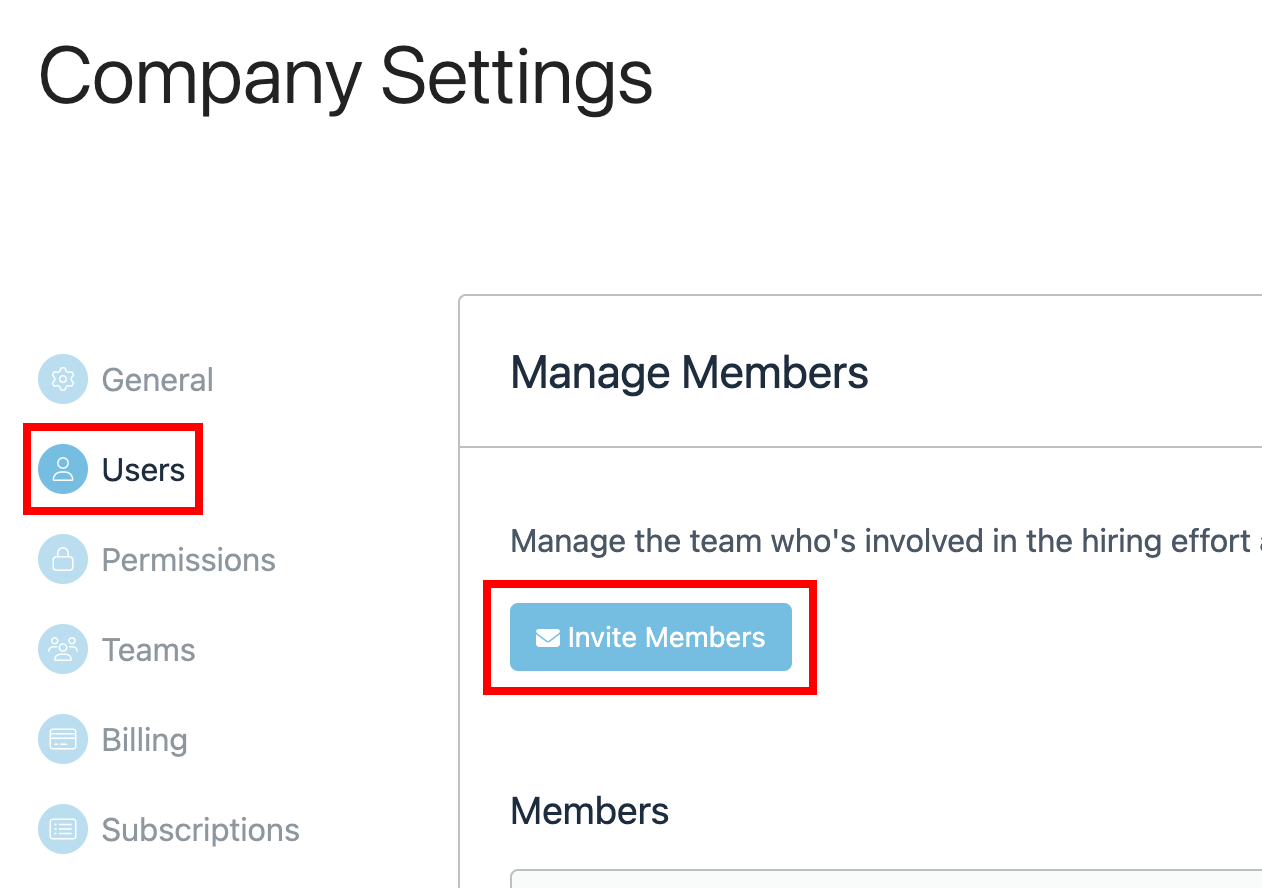 Company Settings
General
Users
Permissions
Teams
Billing
Subscriptions
Manage Members
Manage the team who's involved in the hiring effort
Invite Members
Members